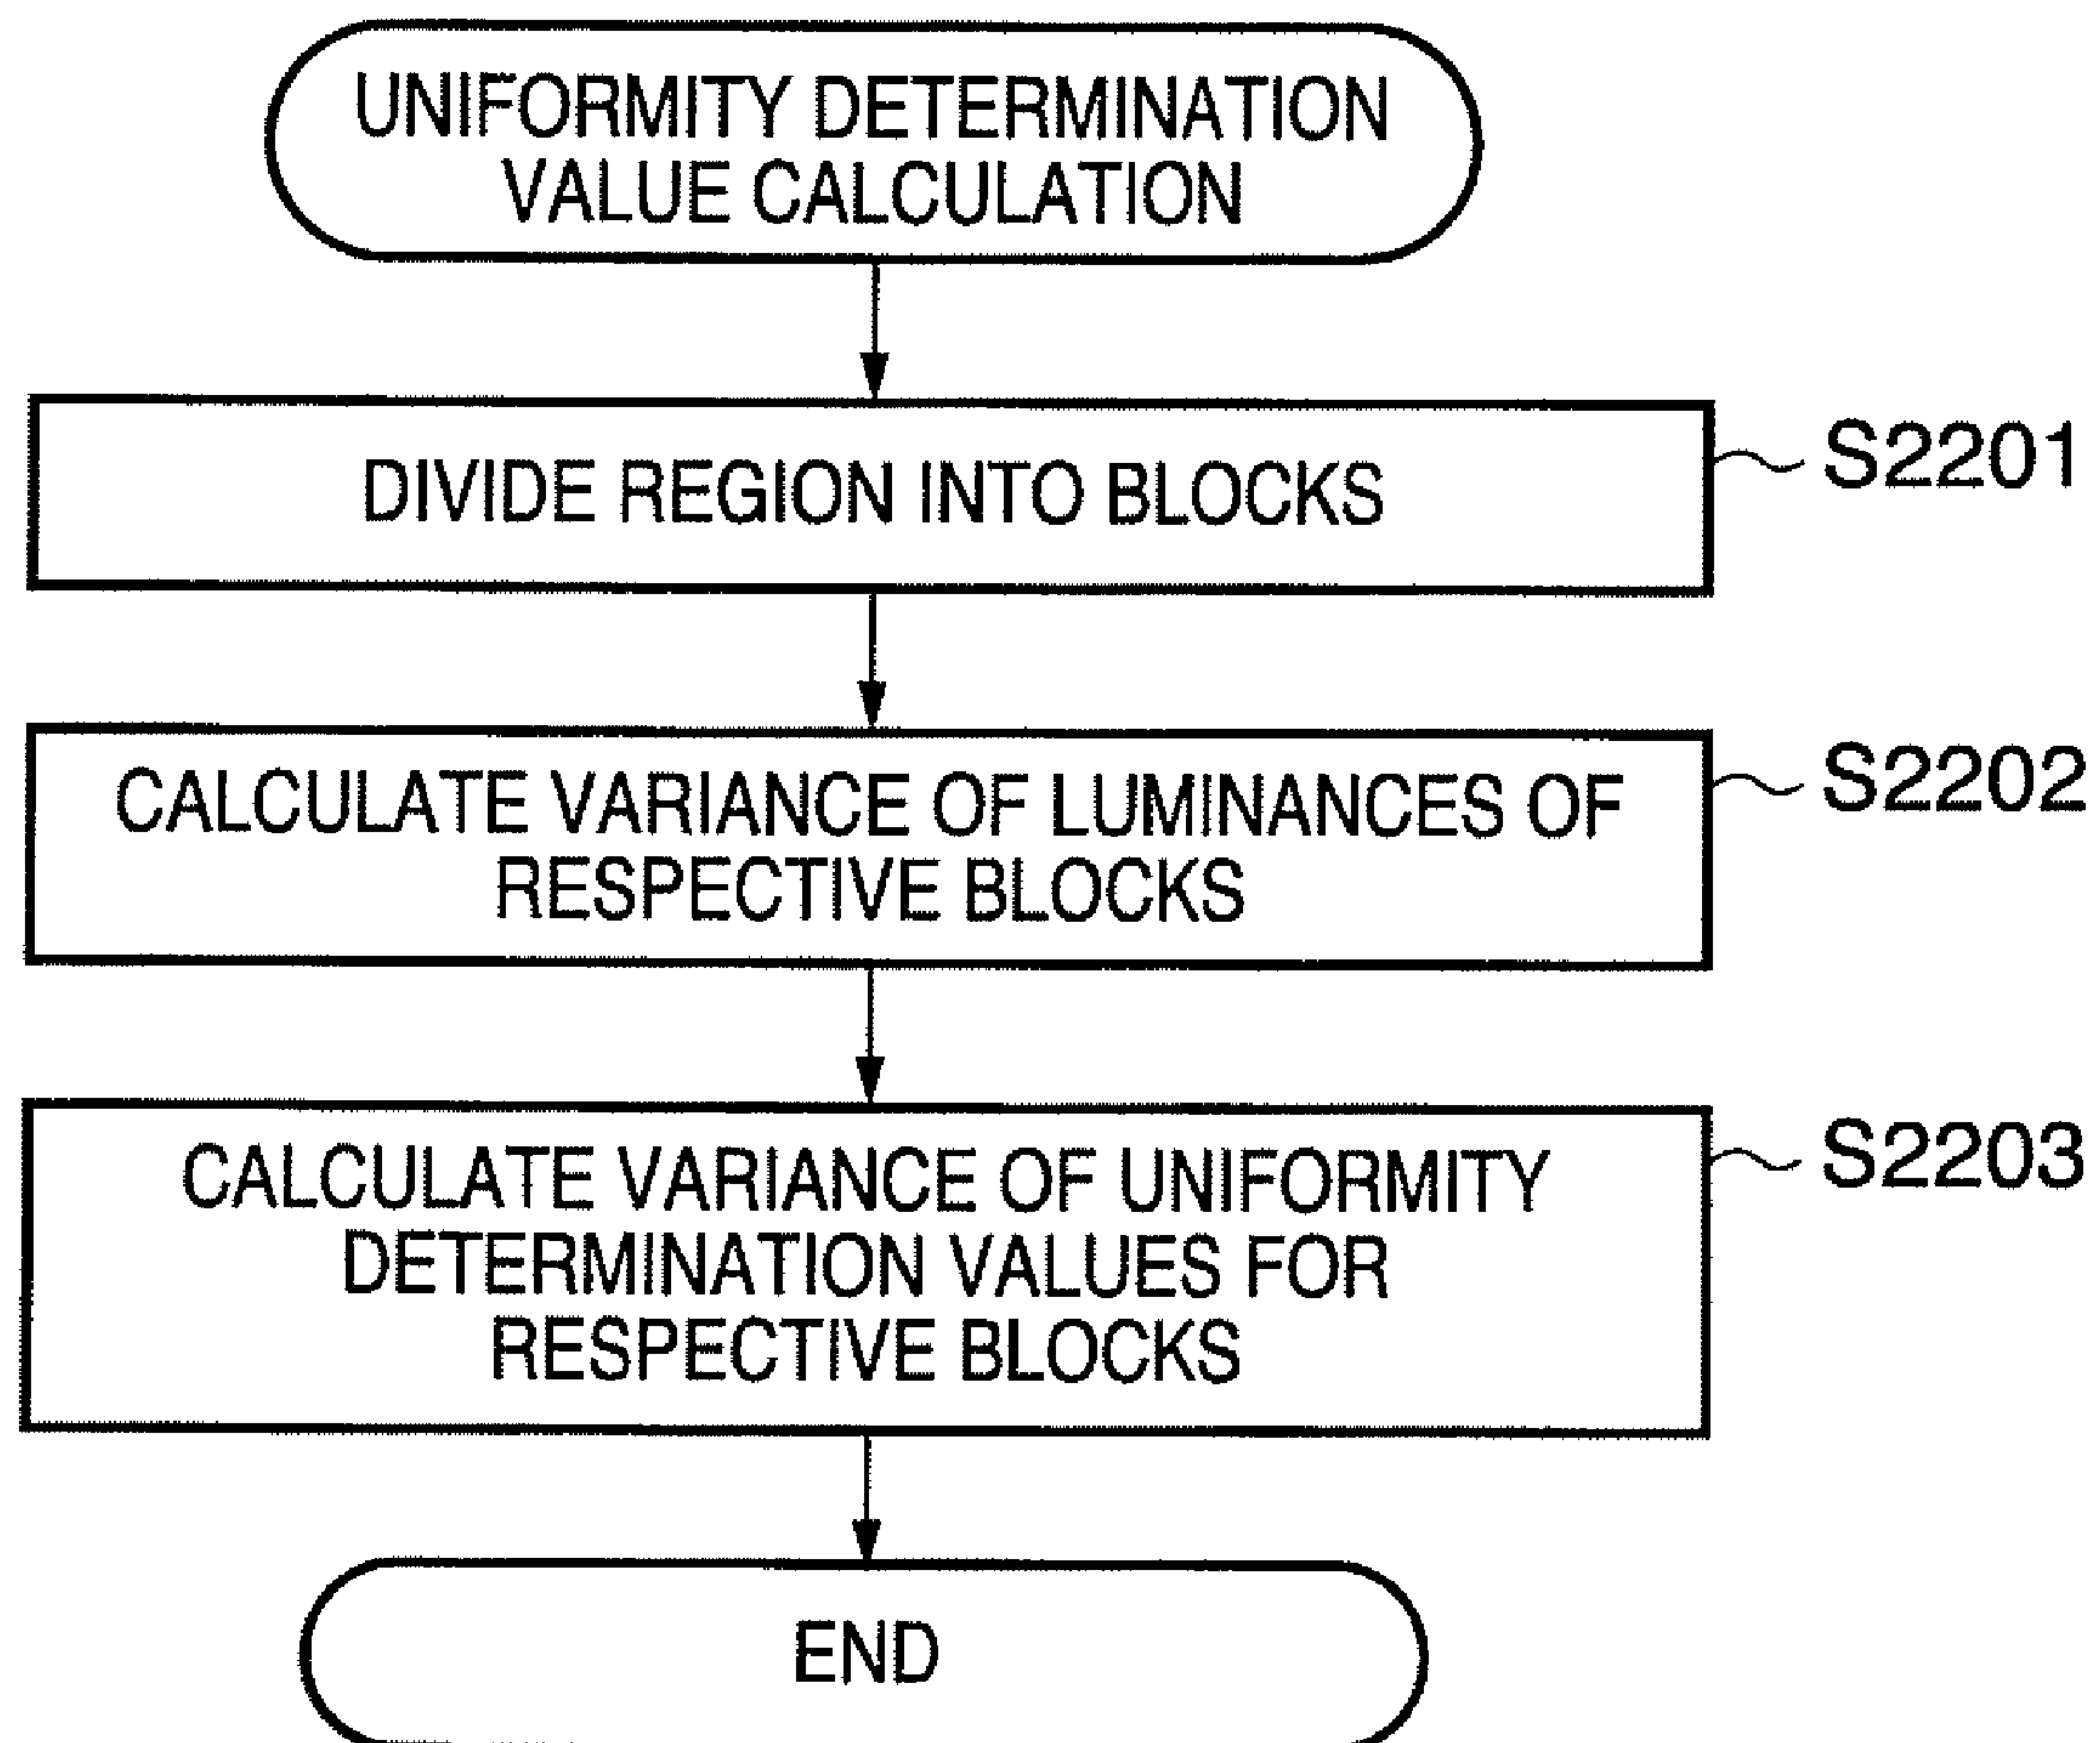 UNIFORMITY DETERMINATION
VALUE CALCULATION
DIVIDE REGION INTO BLOCKS
S2201
CALCULATE VARIANCE OF LUMINANCES OF
RESPECTIVE BLOCKS
S2202
CALCULATE VARIANCE OF UNIFORMITY
DETERMINATION VALUES FOR
RESPECTIVE BLOCKS
S2203
END